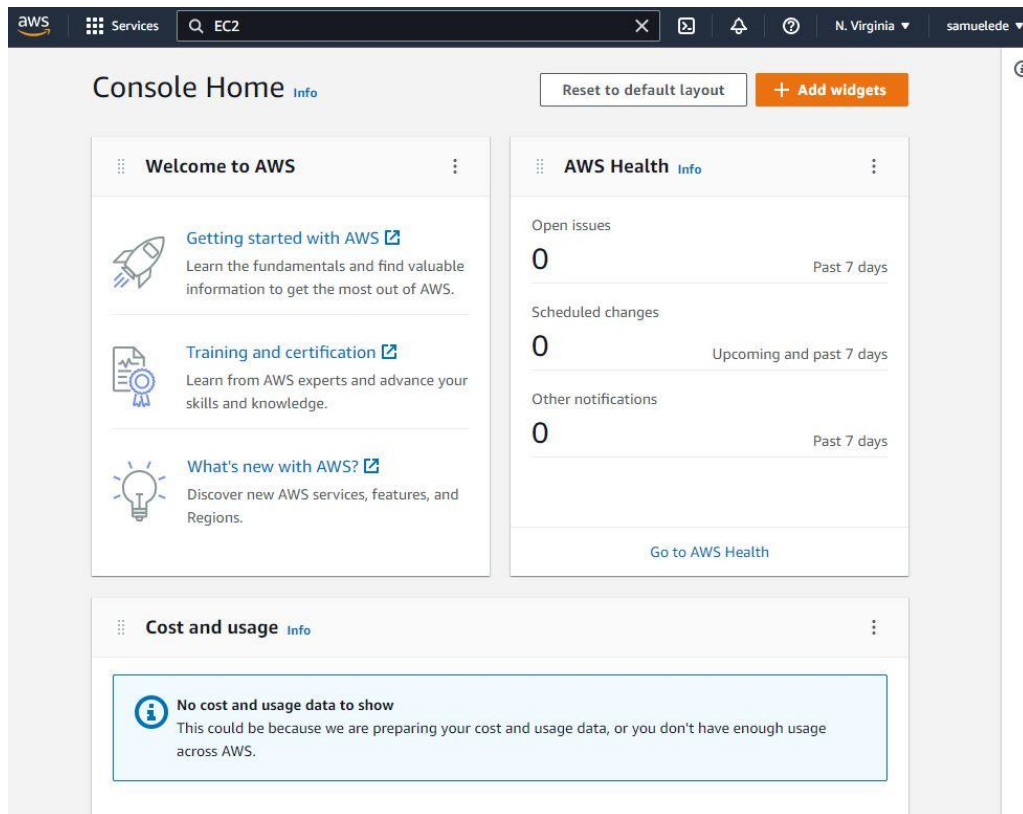 aws
Services
EC2
N. Virginia
samuelede
Console Home Info
Reset to default layout
+ Add widgets
Welcome to AWS
Getting started with AWS
Learn the fundamentals and find valuable
information to get the most out of AWS.
Training and certification
Learn from AWS experts and advance your
skills and knowledge.
What's new with AWS?
Discover new AWS services, features, and
Regions.
AWS Health Info
Open issues
0
Past 7 days
Scheduled changes
0
Upcoming and past 7 days
Other notifications
0
Past 7 days
Go to AWS Health
Cost and usage Info
No cost and usage data to show
This could be because we are preparing your cost and usage data, or you don't have enough usage
across AWS.